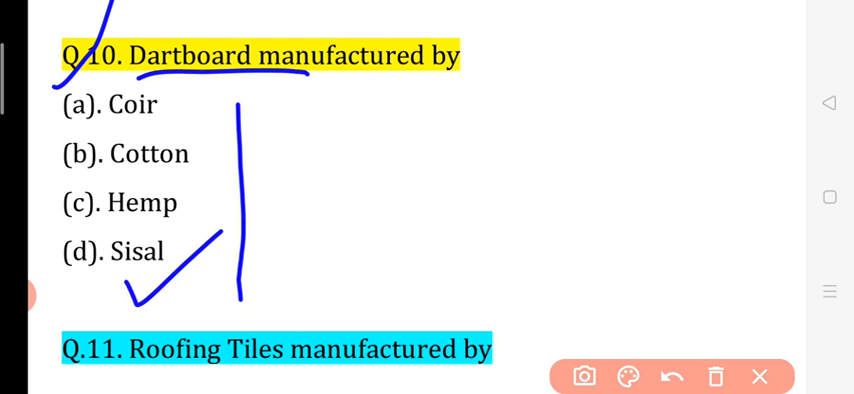 Q.10. Dartboard manufactured by
(a). Coir
(b). Cotton
(c). Hemp
(d). Sisal
Q.11. Roofing Tiles manufactured by